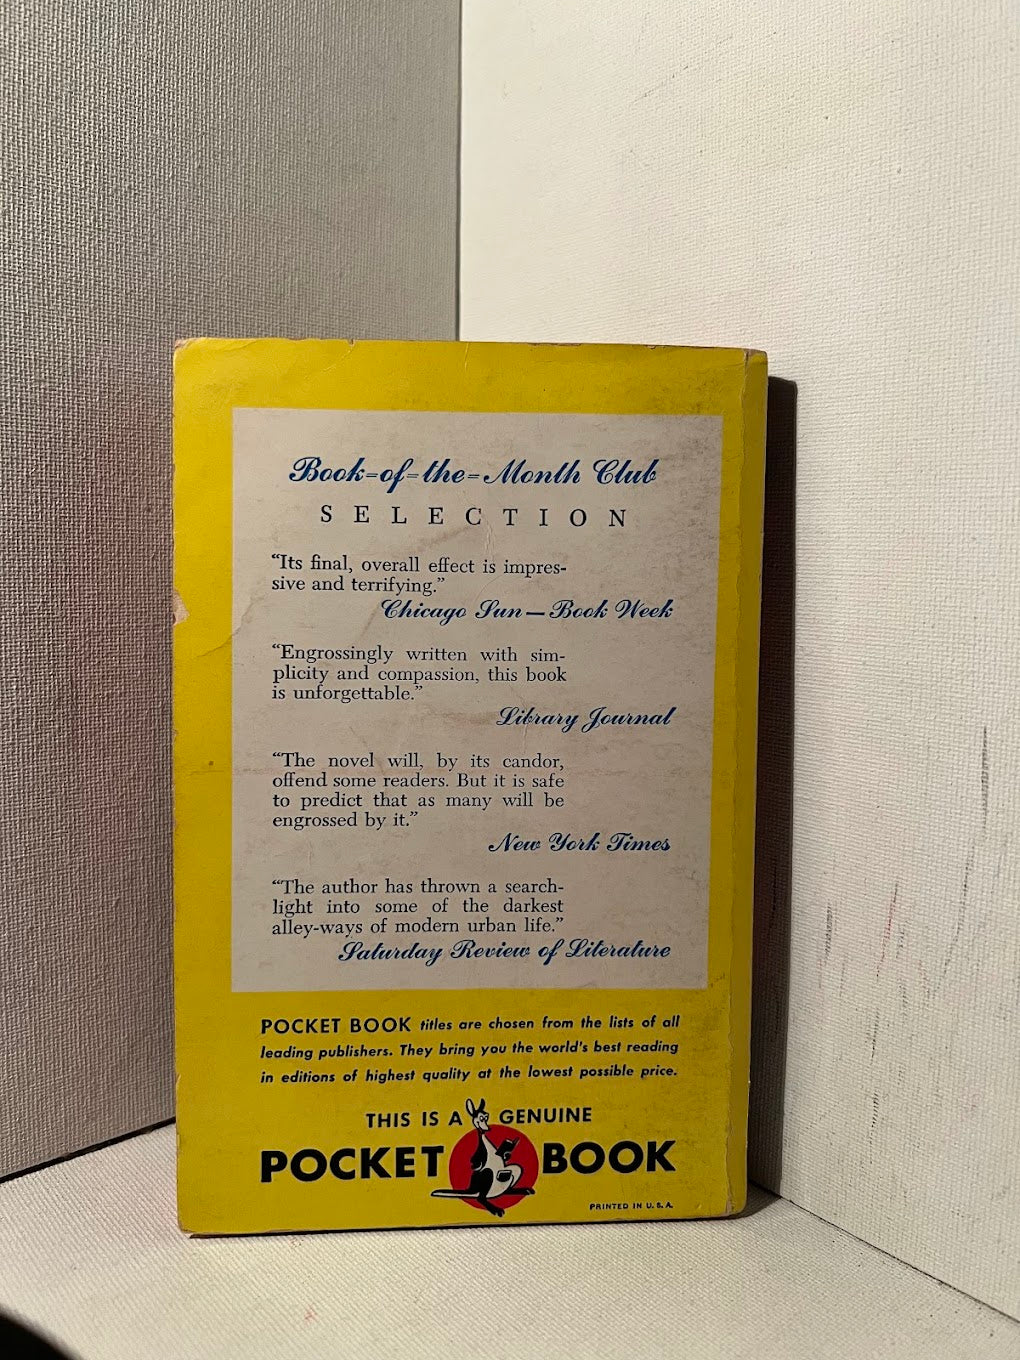 Book-of-the-Month Club
SELECTION
“Its final, overall effect is impres-
sive and terrifying.”
Chicago Sun — Book Week
“Engrossingly written with sim-
plicity and compassion, this book
is unforgettable.”
Library Journal
“The novel will, by its candor,
offend some readers. But it is safe
to predict that as many will be
engrossed by it.”
New York Times
“The author has thrown a search-
light into some of the darkest
alley-ways of modern urban life.”
Saturday Review of Literature
POCKET BOOK titles are chosen from the lists of all
leading publishers. They bring you the world's best reading
in editions of highest quality at the lowest possible price.
THIS IS A GENUINE
POCKET BOOK
PRINTED IN U.S.A.